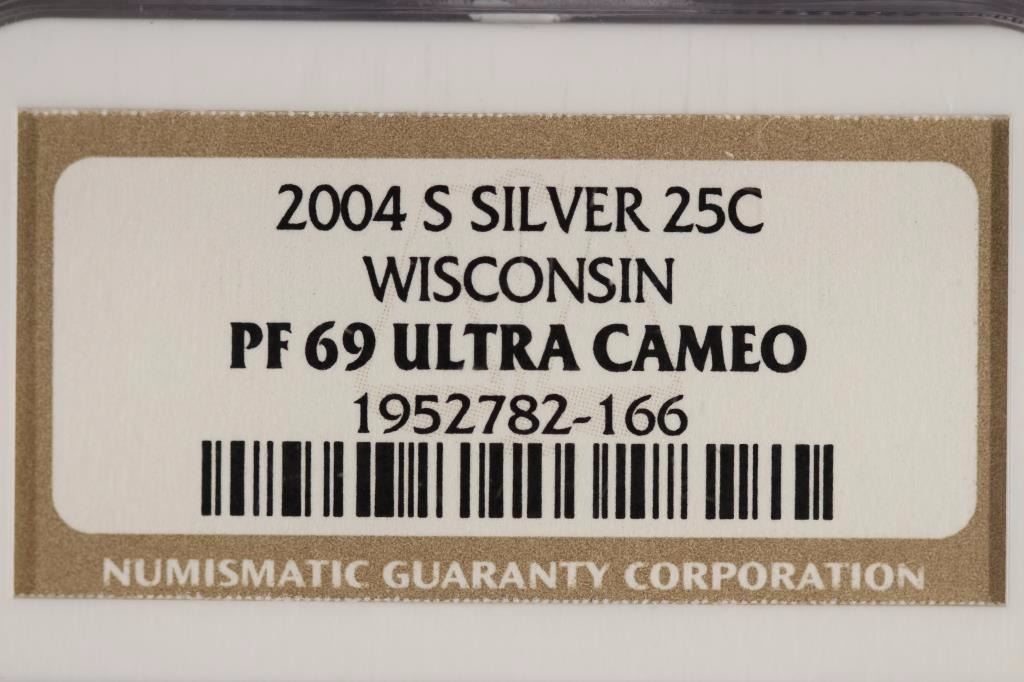 2004 S SILVER 25C
WISCONSIN
PF 69 ULTRA CAMEO
1952782-166
NUMISMATIC GUARANTY CORPORATION